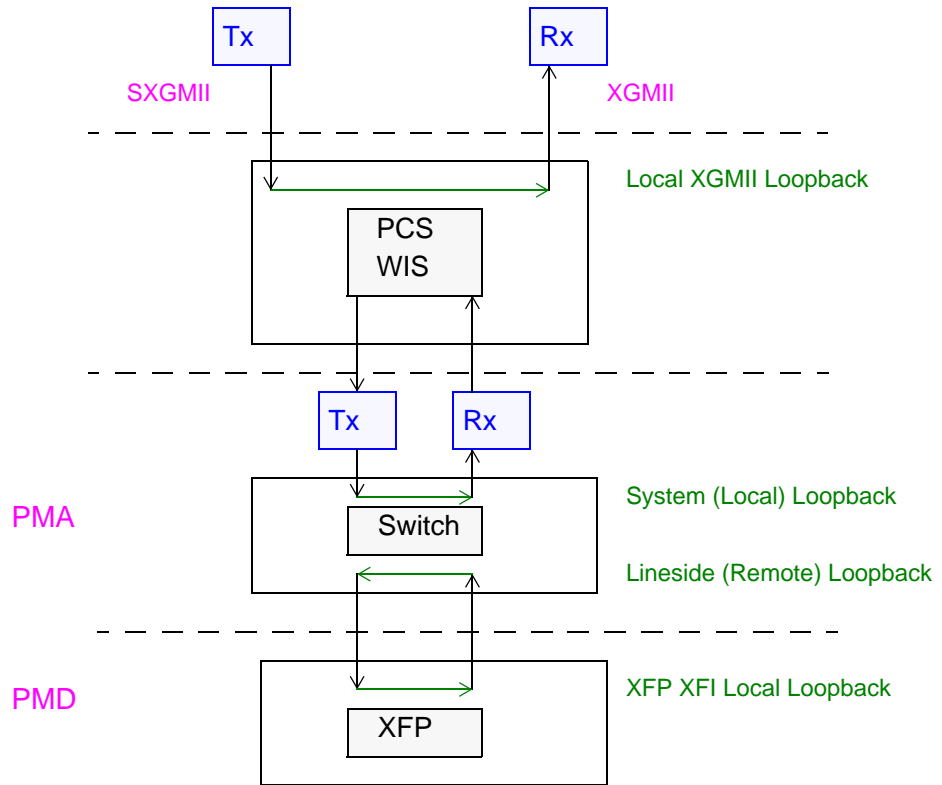 Tx
Rx
SXGMII
XGMII
Local XGMII Loopback
PCS
WIS
Tx
Rx
System (Local) Loopback
PMA
Switch
Lineside (Remote) Loopback
PMD
XFP XFI Local Loopback
XFP